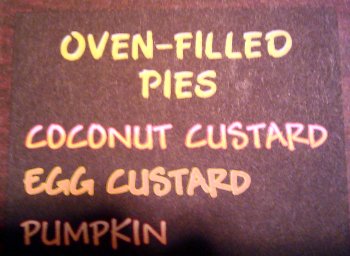 OVEN-FILLED
PIES
COCONUT CUSTARD
EGG CUSTARD
PUMPKIN